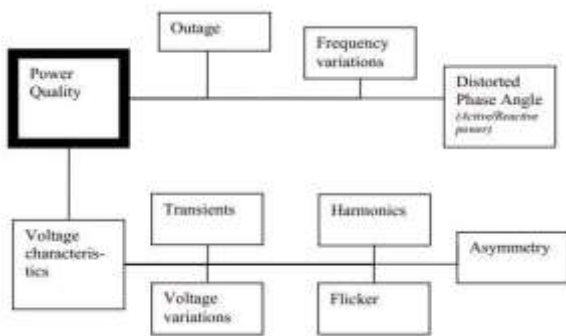 Outage
Frequency
variations
Power
Quality
Distorted
Phase Angle
(Active/Reactive
power)
Transients
Harmonics
Voltage
characteris-
tics
Asymmetry
Voltage
variations
Flicker